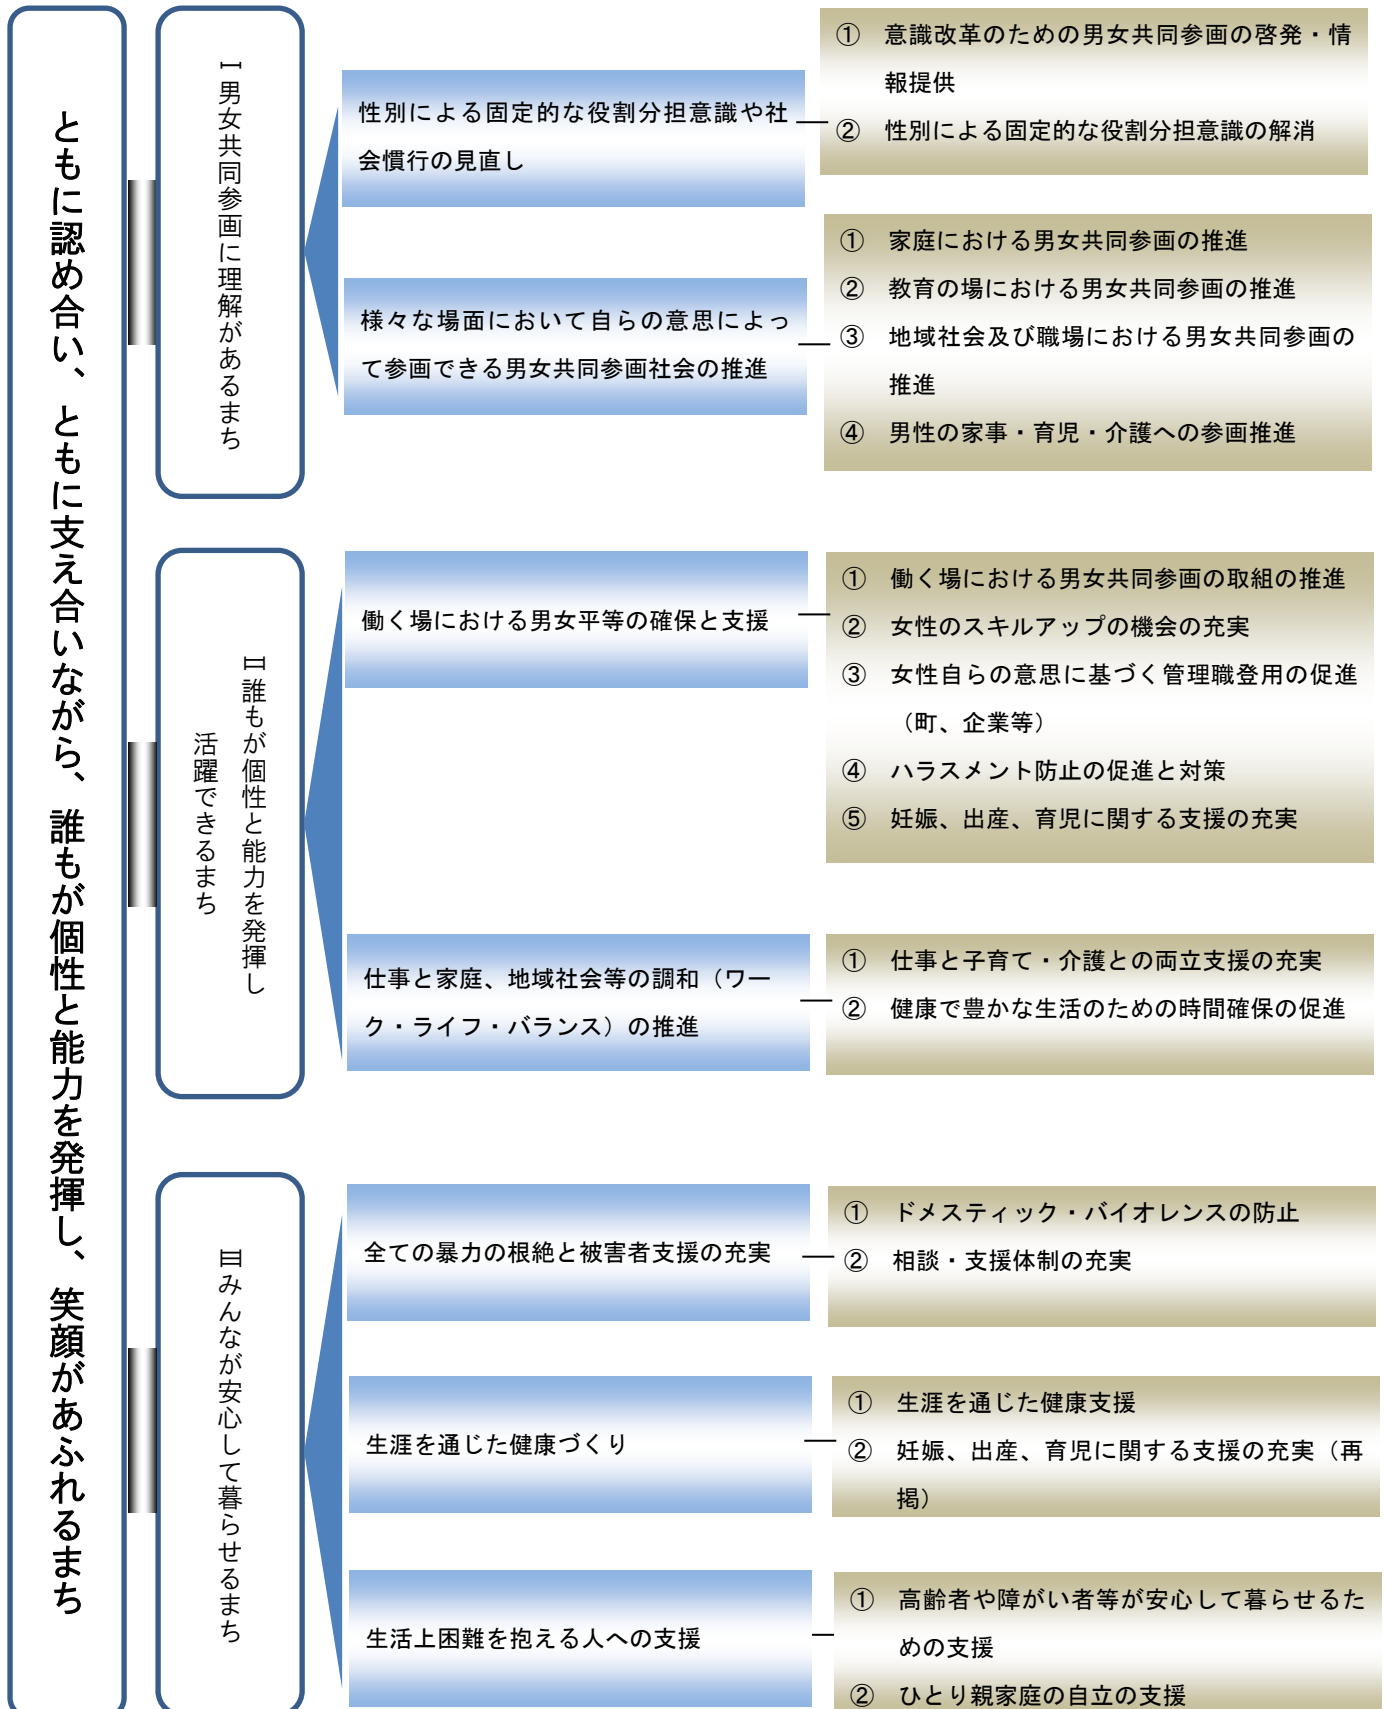 ともに認め合い、ともに支え合いながら、誰もが個性と能力を発揮し、笑顔があふれるまち
Ⅰ 男女共同参画に理解があるまち
性別による固定的な役割分担意識や社
会慣行の見直し
① 意識改革のための男女共同参画の啓発・情
報提供
② 性別による固定的な役割分担意識の解消
様々な場面において自らの意思によっ
て参画できる男女共同参画社会の推進
① 家庭における男女共同参画の推進
② 教育の場における男女共同参画の推進
③ 地域社会及び職場における男女共同参画の
推進
④ 男性の家事・育児・介護への参画推進
Ⅱ 誰もが個性と能力を発揮し
活躍できるまち
働く場における男女平等の確保と支援
① 働く場における男女共同参画の取組の推進
② 女性のスキルアップの機会の充実
③ 女性自らの意思に基づく管理職登用の促進
（町、企業等）
④ ハラスメント防止の促進と対策
⑤ 妊娠、出産、育児に関する支援の充実
仕事と家庭、地域社会等の調和（ワー
ク・ライフ・バランス）の推進
① 仕事と子育て・介護との両立支援の充実
② 健康で豊かな生活のための時間確保の促進
Ⅲ みんなが安心して暮らせるまち
全ての暴力の根絶と被害者支援の充実
① ドメスティック・バイオレンスの防止
② 相談・支援体制の充実
生涯を通じた健康づくり
① 生涯を通じた健康支援
② 妊娠、出産、育児に関する支援の充実（再
掲）
生活上困難を抱える人への支援
① 高齢者や障がい者等が安心して暮らせるた
めの支援
② ひとり親家庭の自立の支援